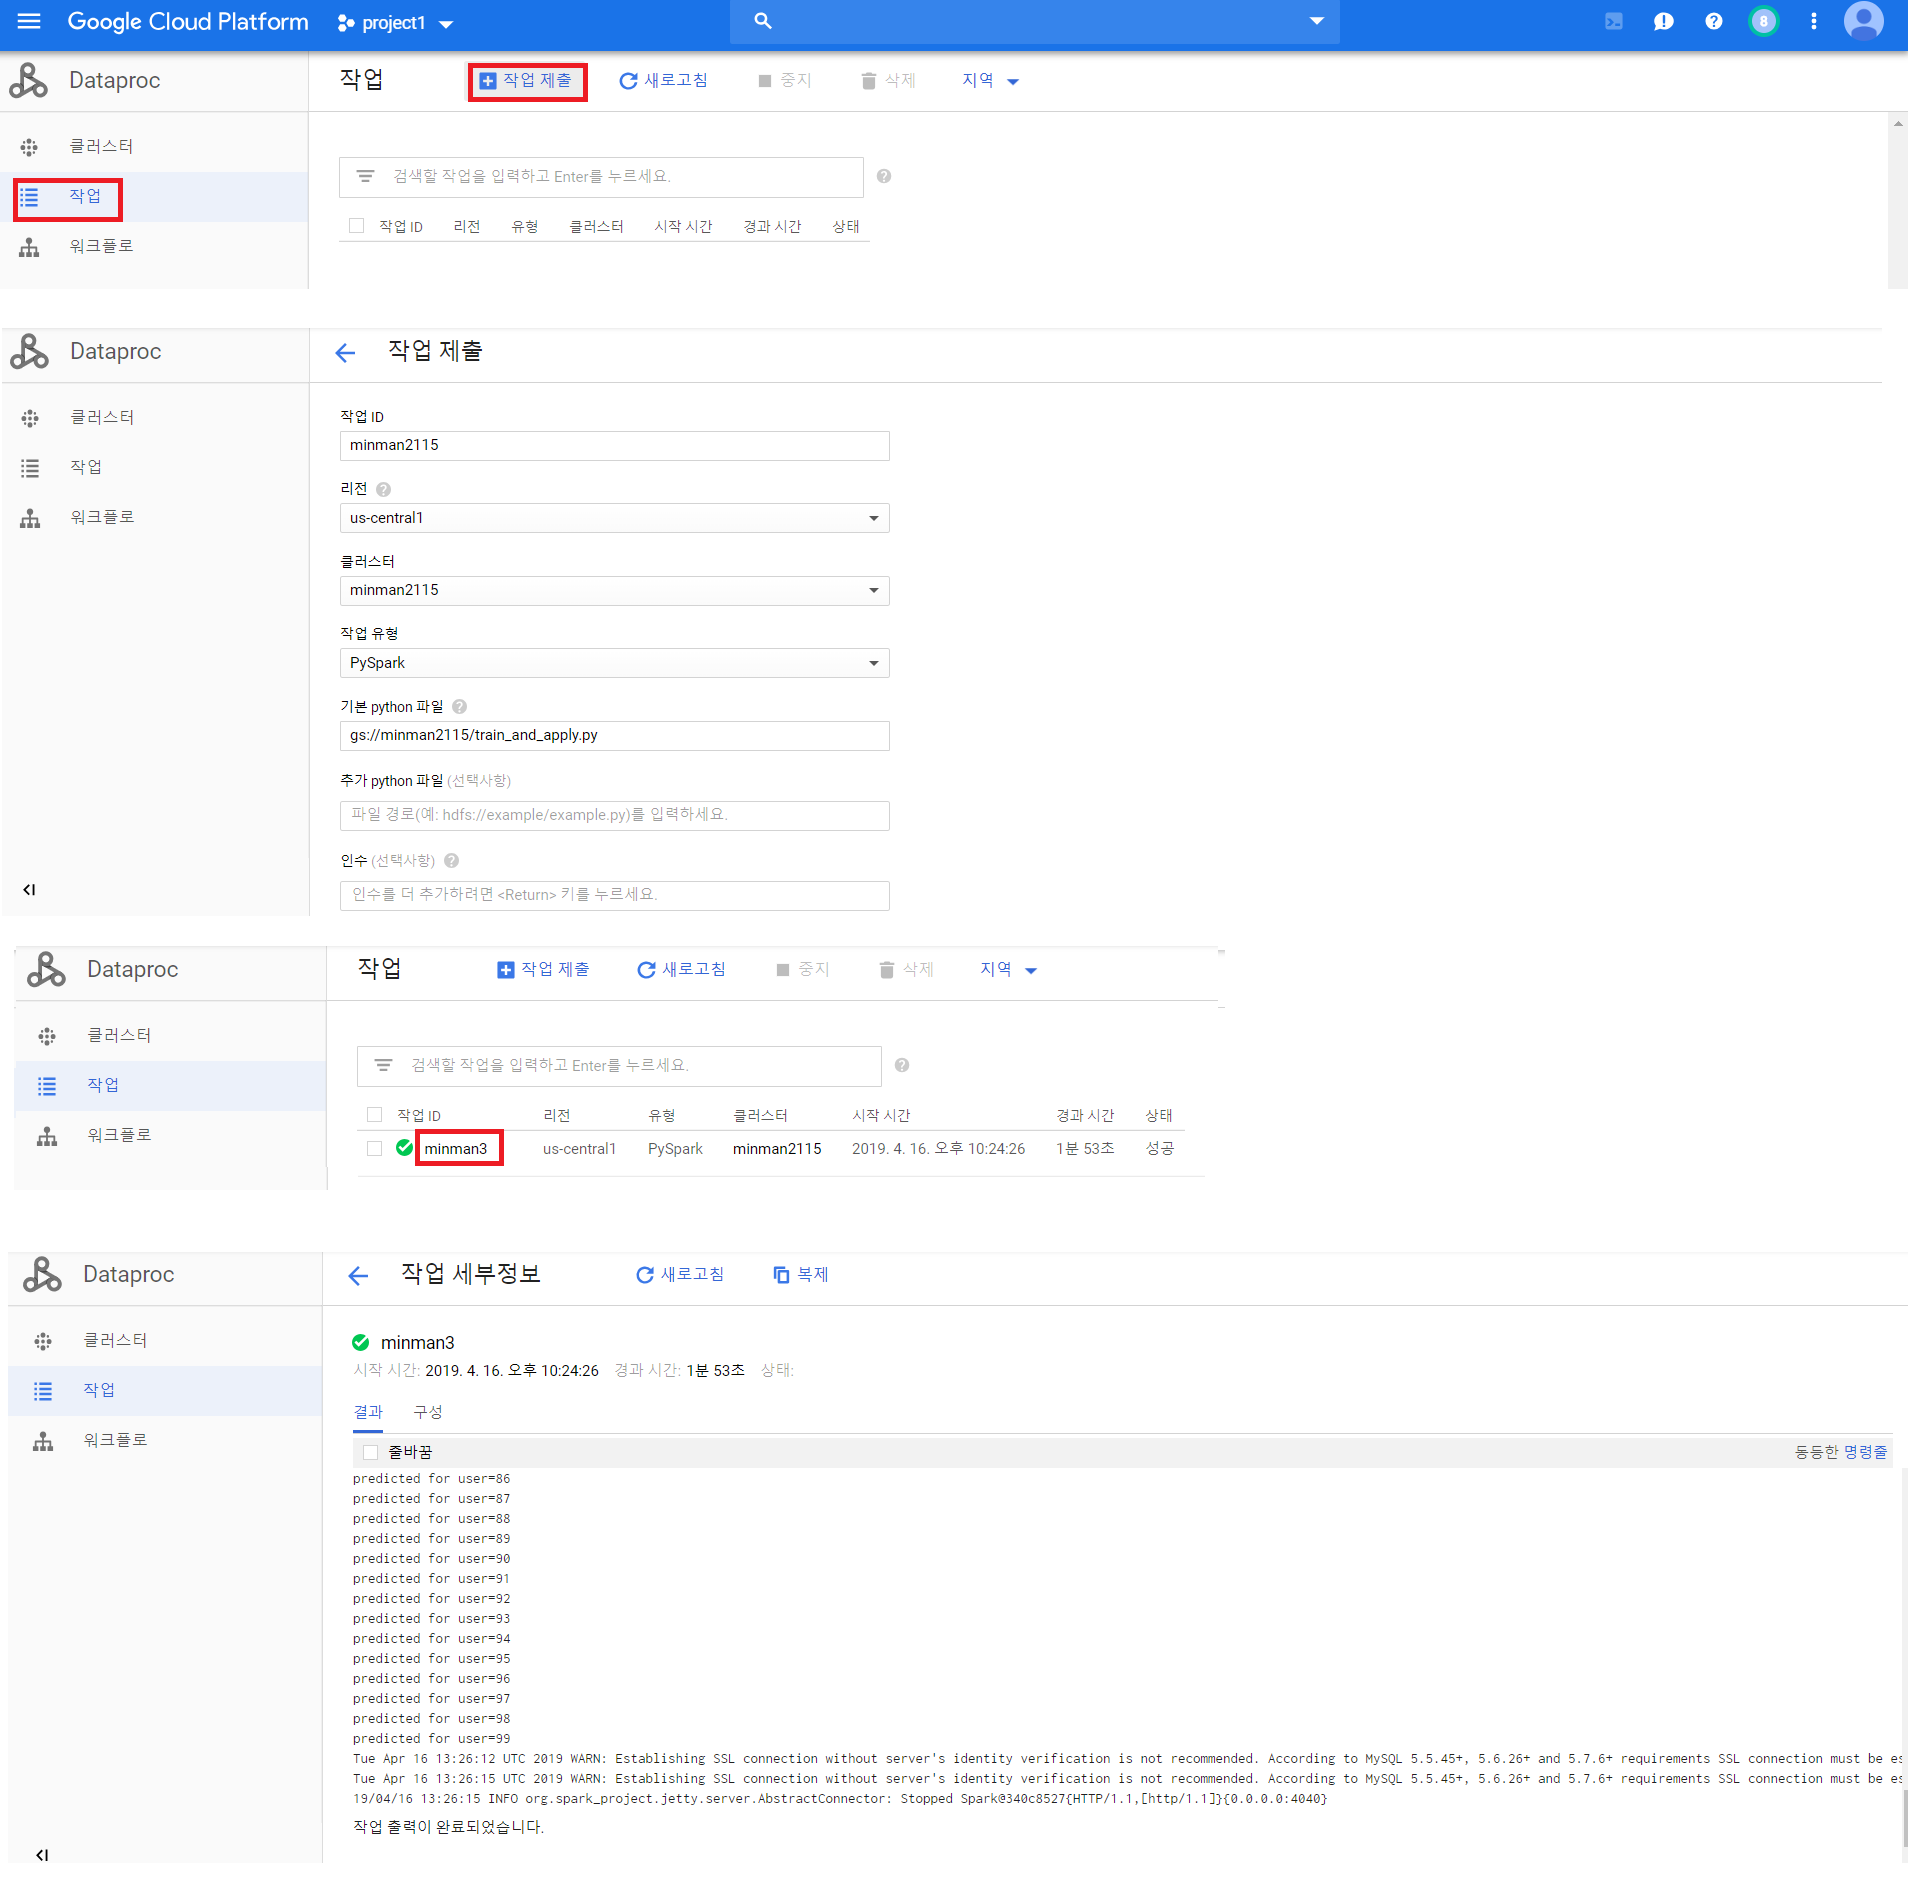 Google Cloud Platform project1 8
Dataproc 작업 작업 제출 새로고침 중지 삭제 지역
클러스터
작업 검색할 작업을 입력하고 Enter를 누르세요.
작업 ID 리전 유형 클러스터 시작 시간 경과 시간 상태
워크플로
Dataproc 작업 제출
클러스터
작업
워크플로
작업 ID
minman2115
리전
us-central1
클러스터
minman2115
작업 유형
PySpark
기본 python 파일
gs://minman2115/train_and_apply.py
추가 python 파일 (선택사항)
파일 경로(예: hdfs://example/example.py)를 입력하세요.
인수 (선택사항)
인수를 더 추가하려면 <Return> 키를 누르세요.
Dataproc 작업 작업 제출 새로고침 중지 삭제 지역
클러스터
작업
워크플로
검색할 작업을 입력하고 Enter를 누르세요.
작업 ID 리전 유형 클러스터 시작 시간 경과 시간 상태
minman3 us-central1 PySpark minman2115 2019. 4. 16. 오후 10:24:26 1분 53초 성공
Dataproc 작업 세부정보 새로고침 복제
클러스터
작업
워크플로
minman3
시작 시간: 2019. 4. 16. 오후 10:24:26 경과 시간: 1분 53초 상태:
결과 구성
줄바꿈 동등한 명령줄
predicted for user=86
predicted for user=87
predicted for user=88
predicted for user=89
predicted for user=90
predicted for user=91
predicted for user=92
predicted for user=93
predicted for user=94
predicted for user=95
predicted for user=96
predicted for user=97
predicted for user=98
predicted for user=99
Tue Apr 16 13:26:12 UTC 2019 WARN: Establishing SSL connection without server's identity verification is not recommended. According to MySQL 5.5.45+, 5.6.26+ and 5.7.6+ requirements SSL connection must be es
Tue Apr 16 13:26:15 UTC 2019 WARN: Establishing SSL connection without server's identity verification is not recommended. According to MySQL 5.5.45+, 5.6.26+ and 5.7.6+ requirements SSL connection must be es
19/04/16 13:26:15 INFO org.spark_project.jetty.server.AbstractConnector: Stopped Spark@340c8527{HTTP/1.1,[http/1.1]}{0.0.0.0:4040}
작업 출력이 완료되었습니다.